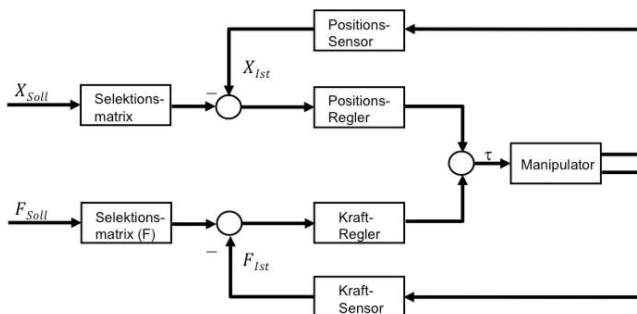 Positions-
Sensor
X_Ist
−
X_Soll
Selektions-
matrix
Positions-
Regler
τ
Manipulator
F_Soll
Selektions-
matrix (F)
Kraft-
Regler
−
F_Ist
Kraft-
Sensor